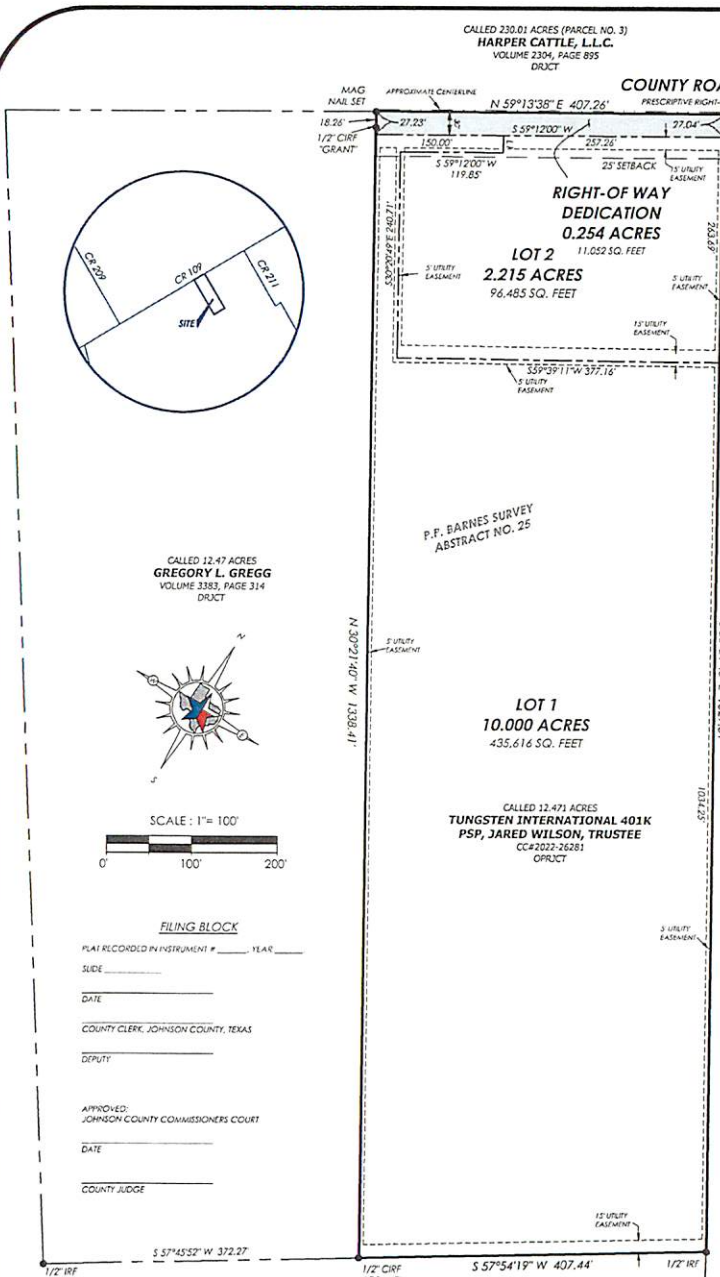 CALLED 230.01 ACRES (PARCEL NO. 3)
HARPER CATTLE, L.L.C.
VOLUME 2304, PAGE 895
DRJCT
COUNTY ROA
PRESCRIPTIVE RIGHT-
MAG
NAIL SET
APPROXIMATE CENTERLINE
N 59°13'38" E 407.26'
18.26'
27.23'
S 59°12'00" W
27.04'
1/2" CIRF
"GRANT"
150.00'
257.26'
S 59°12'00" W
119.85'
25' SETBACK
15' UTILITY
EASEMENT
RIGHT-OF WAY
DEDICATION
0.254 ACRES
11,052 SQ. FEET
LOT 2
2.215 ACRES
96,485 SQ. FEET
S30°20'49"E 240.71'
263.69'
5' UTILITY
EASEMENT
5' UTILITY
EASEMENT
15' UTILITY
EASEMENT
S59°39'11"W 377.16'
5' UTILITY
EASEMENT
CR 209
CR 109
CR 211
SITE
P.F. BARNES SURVEY
ABSTRACT NO. 25
CALLED 12.47 ACRES
GREGORY L. GREGG
VOLUME 3383, PAGE 314
DRJCT
N 30°21'40" W 1338.41'
5' UTILITY
EASEMENT
N
S
LOT 1
10.000 ACRES
435,616 SQ. FEET
CALLED 12.471 ACRES
TUNGSTEN INTERNATIONAL 401K
PSP, JARED WILSON, TRUSTEE
CC#2022-26281
OPRJCT
1034.25'
SCALE : 1"= 100'
0' 100' 200'
5' UTILITY
EASEMENT
FILING BLOCK
PLAT RECORDED IN INSTRUMENT # ______, YEAR _____
SLIDE __________
DATE
COUNTY CLERK, JOHNSON COUNTY, TEXAS
DEPUTY
APPROVED:
JOHNSON COUNTY COMMISSIONERS COURT
DATE
COUNTY JUDGE
15' UTILITY
EASEMENT
S 57°45'52" W 372.27'
S 57°54'19" W 407.44'
1/2" IRF
1/2" CIRF
1/2" IRF